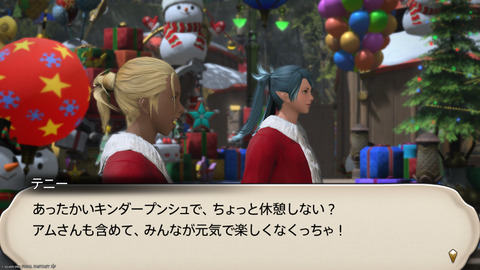 テニー
あったかいキンダープンシュで、ちょっと休憩しない？
アムさんも含めて、みんなが元気で楽しくなくっちゃ！